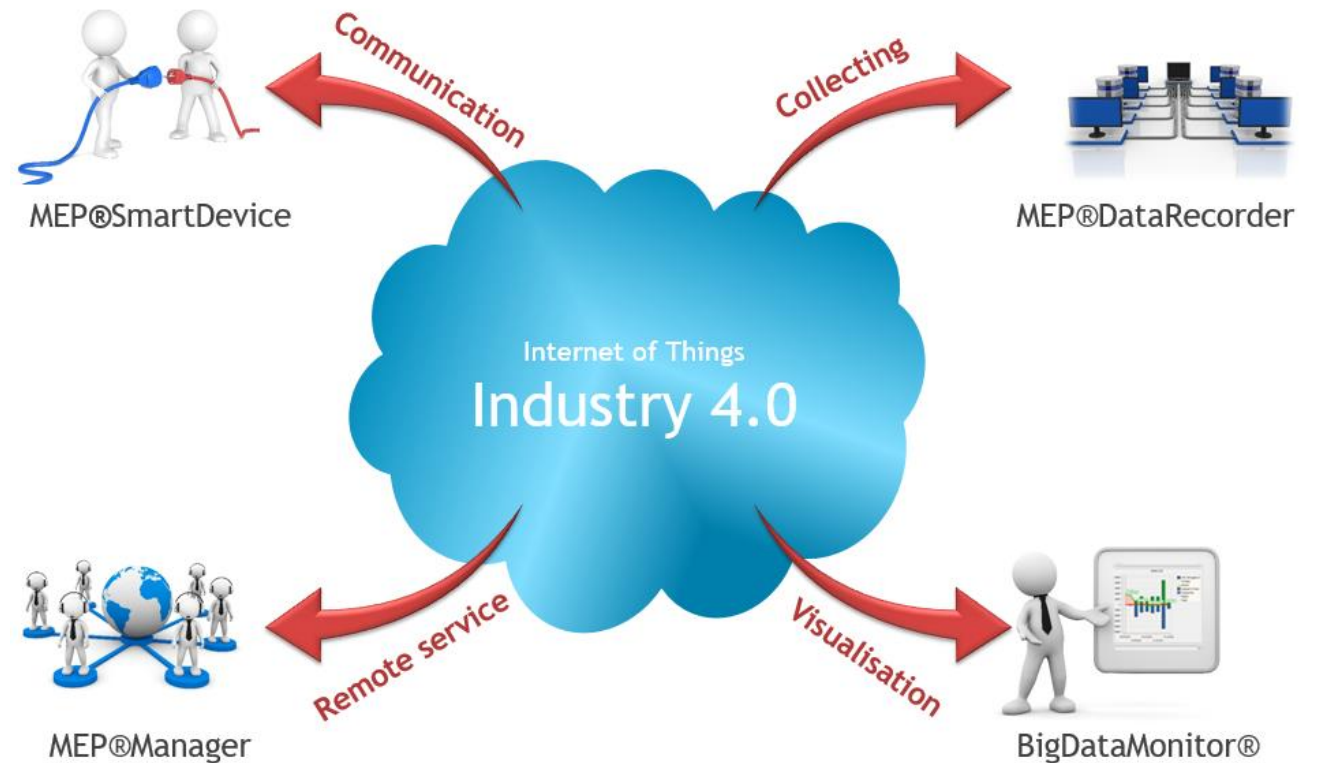 Communication
Collecting
MEP®SmartDevice
MEP®DataRecorder
Internet of Things
Industry 4.0
Remote service
Visualisation
MEP®Manager
BigDataMonitor®